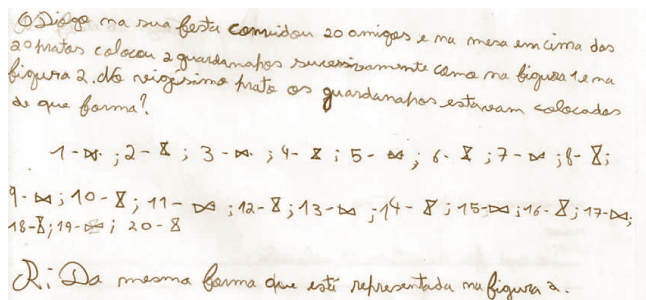 O Diogo na sua festa convidou 20 amigos e na mesa em cima dos
20 pratos colocou 2 guardanapos sucessivamente como na figura 1 e na
figura 2. No vigésimo prato os guardanapos estavam colocados
de que forma?
1-⋈; 2-⧖; 3-⋈; 4-⧖; 5-⋈; 6-⧖; 7-⋈; 8-⧖;
9-⋈; 10-⧖; 11-⋈; 12-⧖; 13-⋈; 14-⧖; 15-⋈; 16-⧖; 17-⋈;
18-⧖; 19-⋈; 20-⧖
R: Da mesma forma que está representada na figura 2.